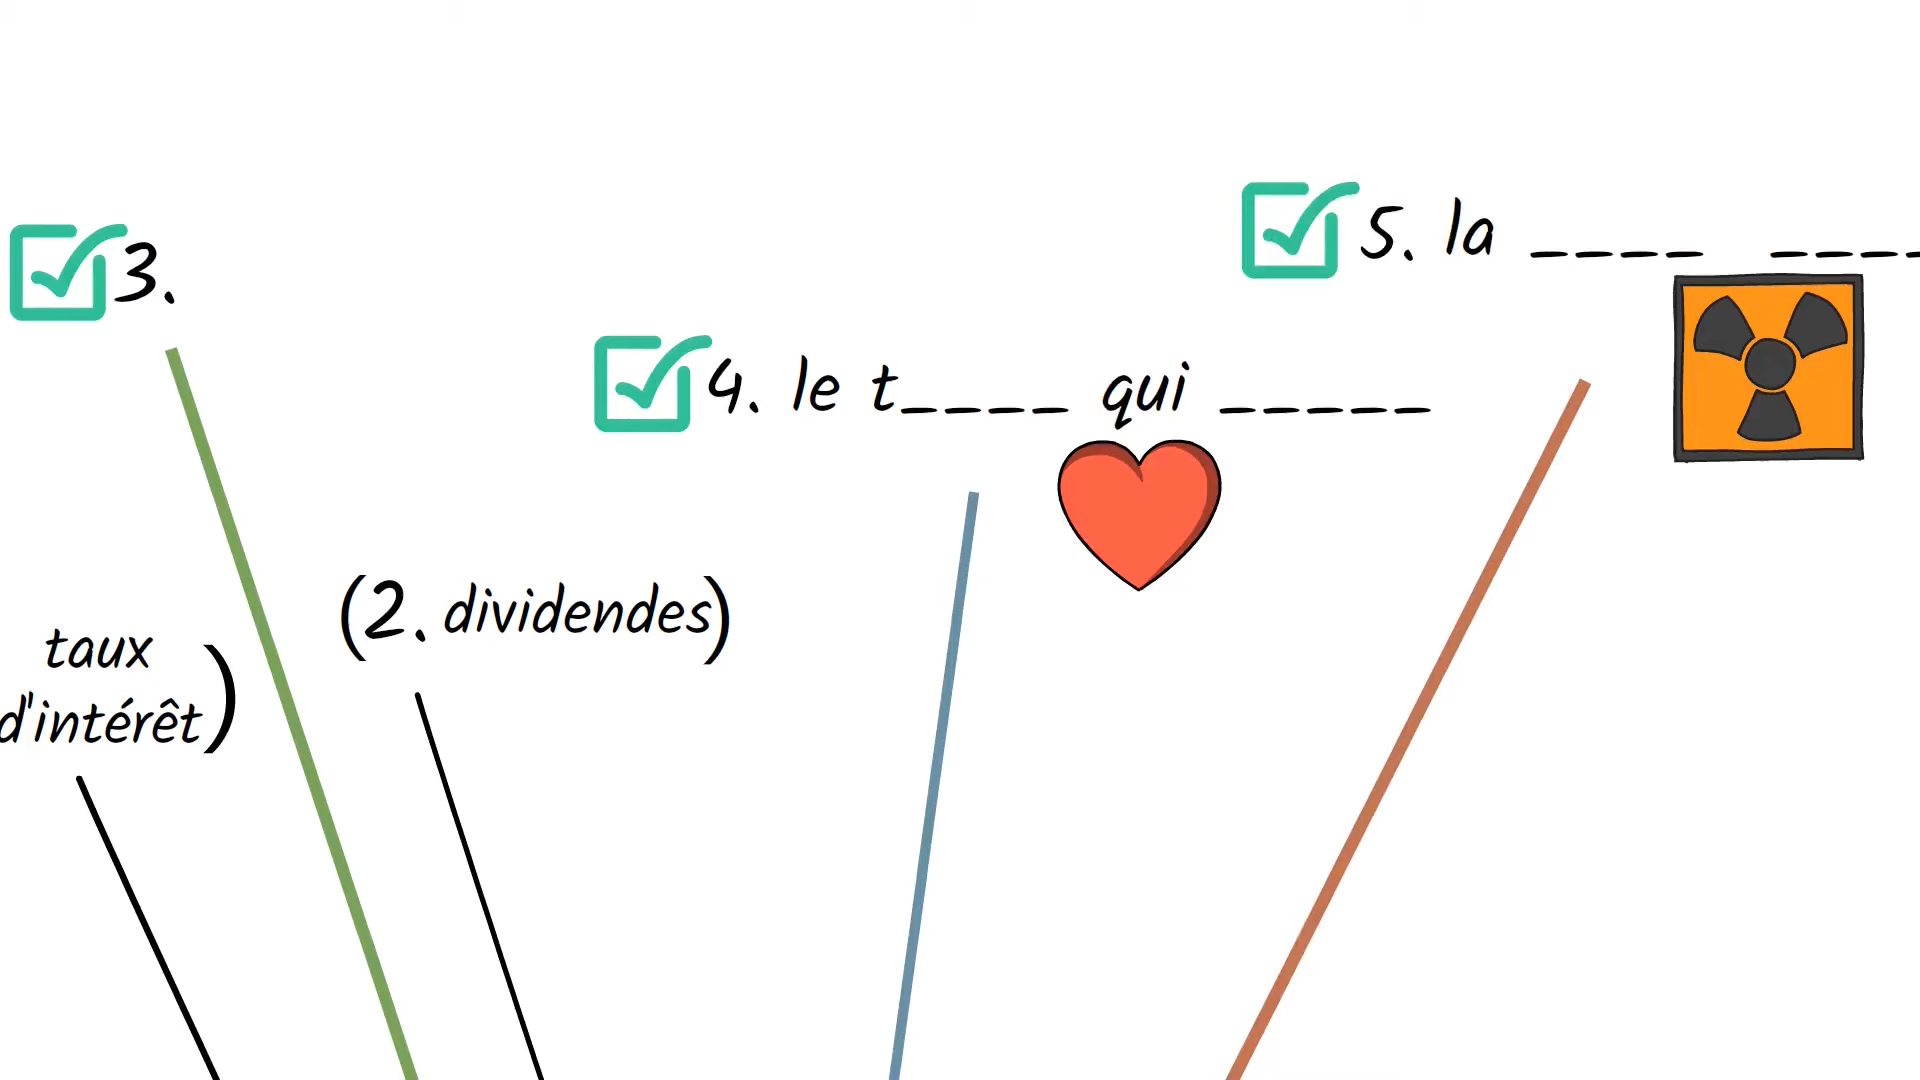 3.
4. le t____ qui _____
5. la ____ ____
(2. dividendes)
taux
d'intérêt)